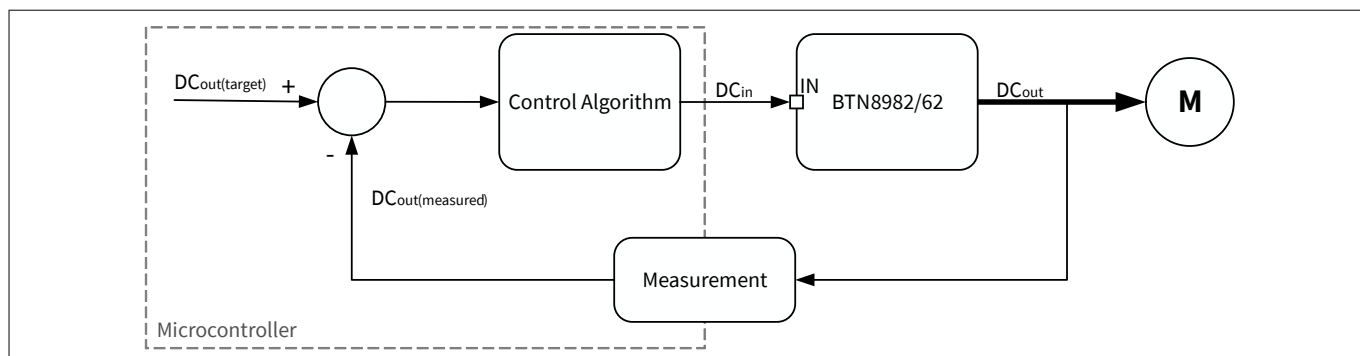 DCout(target)
+
Control Algorithm
DCin
IN
BTN8982/62
DCout
M
-
DCout(measured)
Measurement
Microcontroller